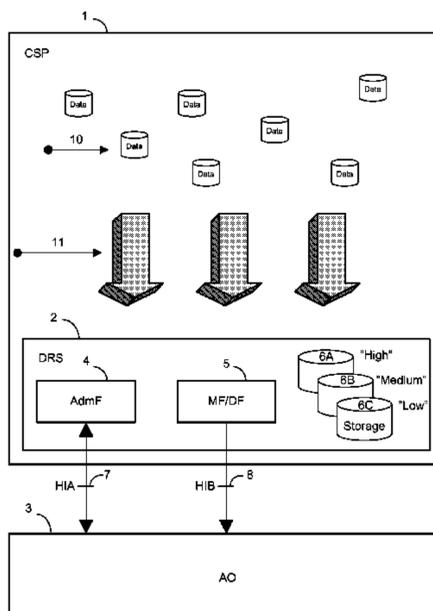 1
CSP
Data
Data
Data
Data
10
Data
Data
Data
11
2
DRS
4
5
6A
"High"
6B
"Medium"
6C
"Low"
Storage
AdmF
MF/DF
HIA
7
HIB
8
3
AO